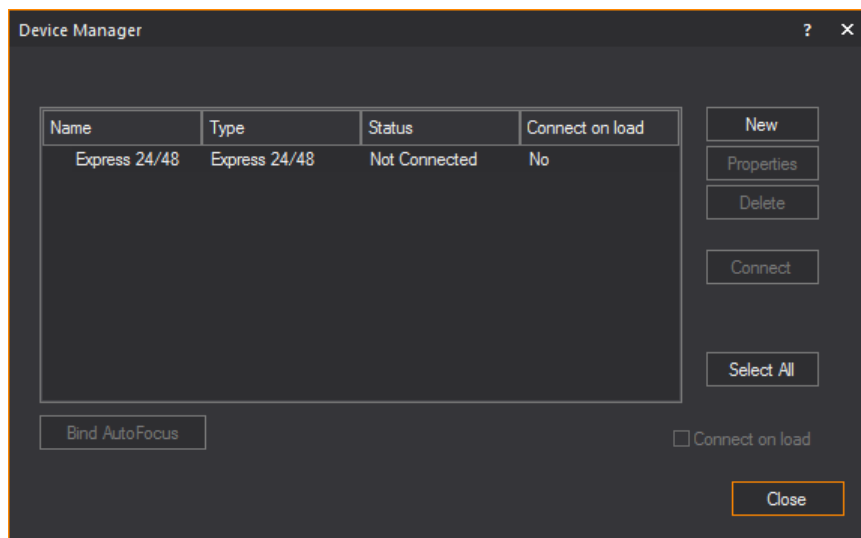 Device Manager ? ✕
Name Type Status Connect on load
Express 24/48 Express 24/48 Not Connected No
New
Properties
Delete
Connect
Select All
Bind AutoFocus
Connect on load
Close